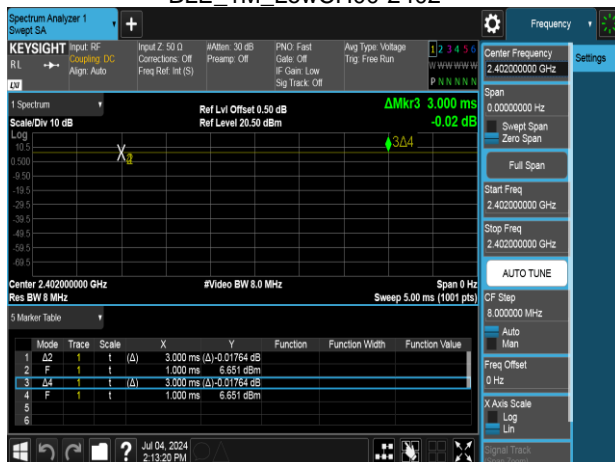 BLE_1M_LowCH00-2402
Spectrum Analyzer 1
Swept SA
+
Frequency
KEYSIGHT
RL
LXI
Input: RF
Coupling: DC
Align: Auto
Input Z: 50 Ω
Corrections: Off
Freq Ref: Int (S)
#Atten: 30 dB
Preamp: Off
PNO: Fast
Gate: Off
IF Gain: Low
Sig Track: Off
Avg Type: Voltage
Trig: Free Run
1 2 3 4 5 6
W W W W W W
P N N N N N
1 Spectrum
Scale/Div 10 dB
Ref Lvl Offset 0.50 dB
Ref Level 20.50 dBm
ΔMkr3 3.000 ms
-0.02 dB
Log
10.5
0.500
-9.50
-19.5
-29.5
-39.5
-49.5
-59.5
-69.5
3Δ4
Center 2.402000000 GHz
#Video BW 8.0 MHz
Span 0 Hz
Res BW 8 MHz
Sweep 5.00 ms (1001 pts)
5 Marker Table
Mode Trace Scale X Y Function Function Width Function Value
1 Δ2 1 t (Δ) 3.000 ms (Δ) -0.01764 dB
2 F 1 t 1.000 ms 6.651 dBm
3 Δ4 1 t (Δ) 3.000 ms (Δ) -0.01764 dB
4 F 1 t 1.000 ms 6.651 dBm
5
6
?
Jul 04, 2024
2:13:20 PM
Center Frequency
2.402000000 GHz
Settings
Span
0.00000000 Hz
Swept Span
Zero Span
Full Span
Start Freq
2.402000000 GHz
Stop Freq
2.402000000 GHz
AUTO TUNE
CF Step
8.000000 MHz
Auto
Man
Freq Offset
0 Hz
X Axis Scale
Log
Lin
Signal Track